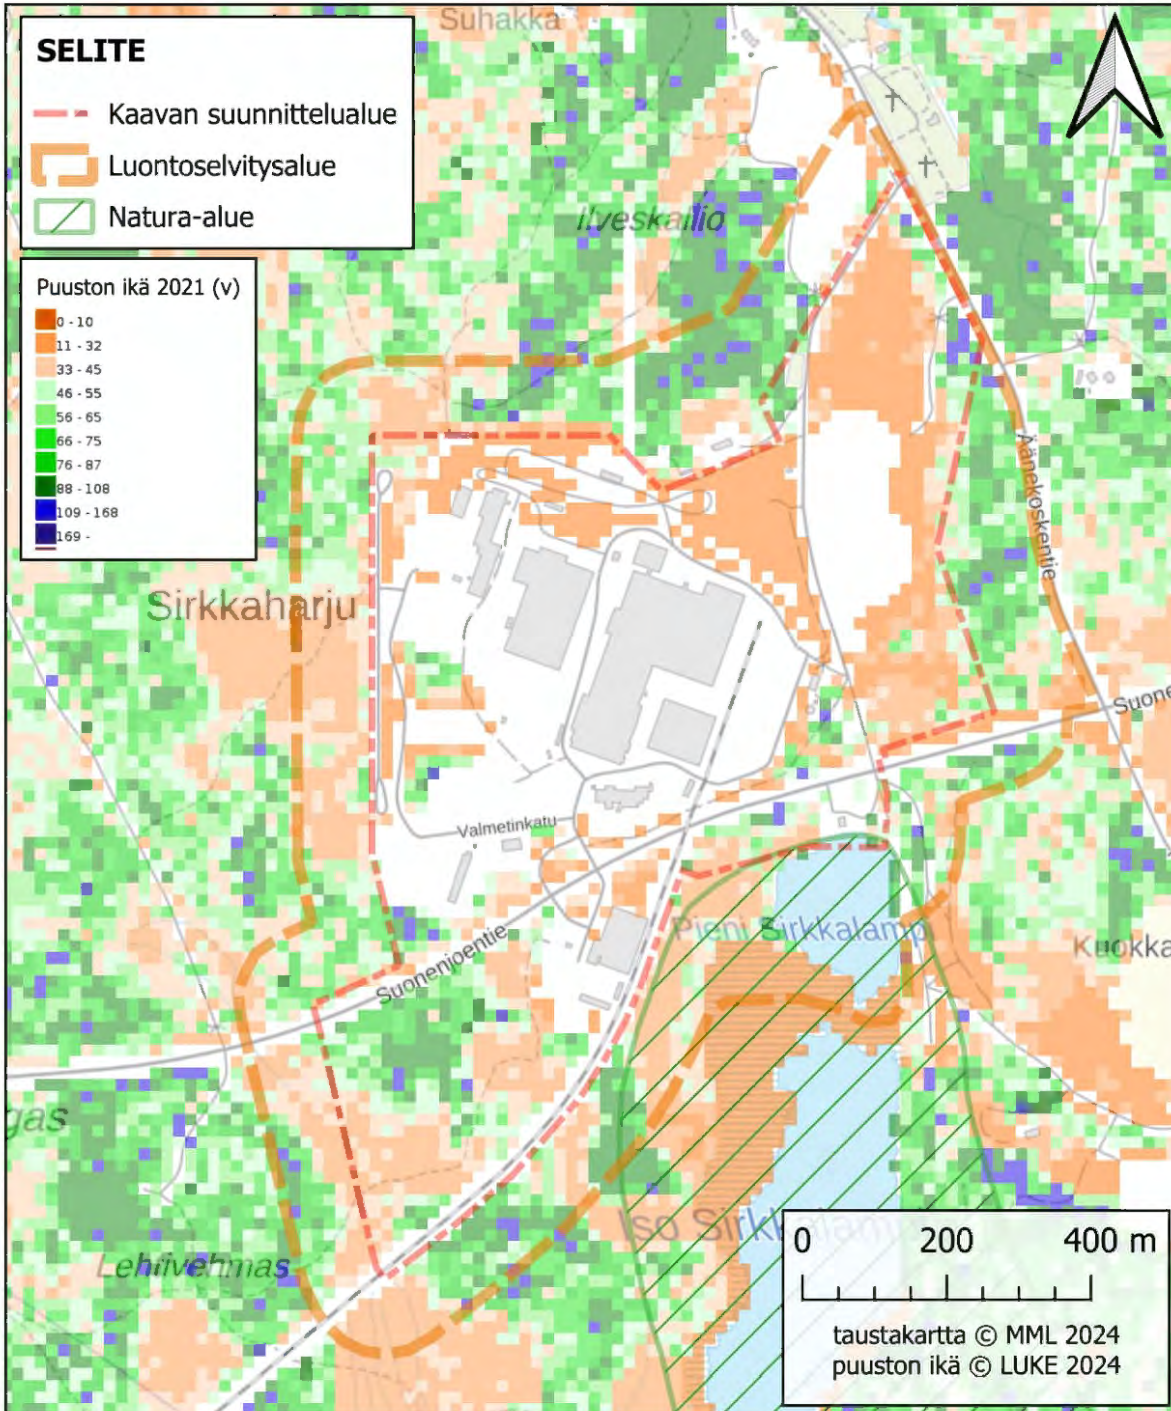 Suhakka
SELITE
Kaavan suunnittelualue
Luontoselvitysalue
Natura-alue
Ilveskallio
Puuston ikä 2021 (v)
0 - 10
11 - 32
33 - 45
46 - 55
56 - 65
66 - 75
76 - 87
88 - 108
109 - 168
169 -
Äänekoskentie
Sirkkaharju
Suone
Valmetinkatu
Pieni Sirkkalamp
Kuokka
Suonenjoentie
gas
Iso Sirkkalamp
Lehtivehmas
0 200 400 m
taustakartta © MML 2024
puuston ikä © LUKE 2024